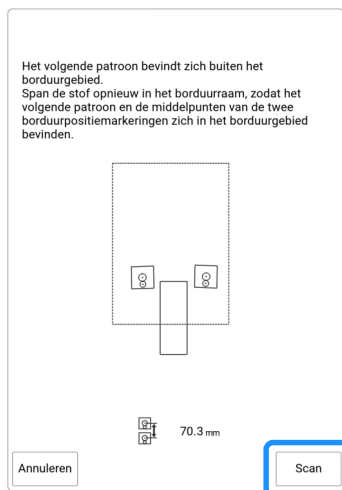 Het volgende patroon bevindt zich buiten het
borduurgebied.
Span de stof opnieuw in het borduurraam, zodat het
volgende patroon en de middelpunten van de twee
borduurpositiemarkeringen zich in het borduurgebied
bevinden.
70.3 mm
Annuleren
Scan